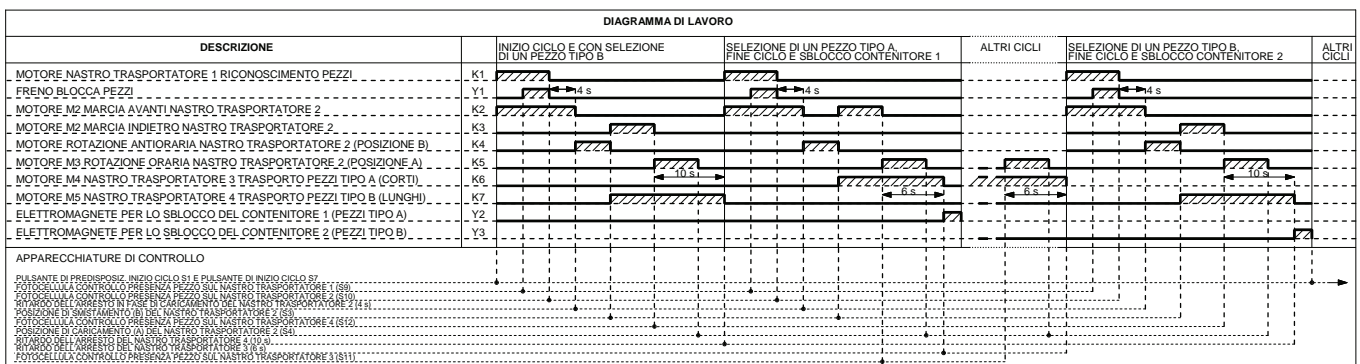 DIAGRAMMA DI LAVORO
DESCRIZIONE
INIZIO CICLO E CON SELEZIONE
DI UN PEZZO TIPO B
SELEZIONE DI UN PEZZO TIPO A,
FINE CICLO E SBLOCCO CONTENITORE 1
ALTRI CICLI
SELEZIONE DI UN PEZZO TIPO B,
FINE CICLO E SBLOCCO CONTENITORE 2
ALTRI
CICLI
MOTORE NASTRO TRASPORTATORE 1 RICONOSCIMENTO PEZZI K1
FRENO BLOCCA PEZZI Y1 4 s 4 s 4 s
MOTORE M2 MARCIA AVANTI NASTRO TRASPORTATORE 2 K2
MOTORE M2 MARCIA INDIETRO NASTRO TRASPORTATORE 2 K3
MOTORE ROTAZIONE ANTIORARIA NASTRO TRASPORTATORE 2 (POSIZIONE B) K4
MOTORE M3 ROTAZIONE ORARIA NASTRO TRASPORTATORE 2 (POSIZIONE A) K5
MOTORE M4 NASTRO TRASPORTATORE 3 TRASPORTO PEZZI TIPO A (CORTI) K6 10 s 10 s
MOTORE M5 NASTRO TRASPORTATORE 4 TRASPORTO PEZZI TIPO B (LUNGHI) K7 6 s 6 s
ELETTROMAGNETE PER LO SBLOCCO DEL CONTENITORE 1 (PEZZI TIPO A) Y2
ELETTROMAGNETE PER LO SBLOCCO DEL CONTENITORE 2 (PEZZI TIPO B) Y3
APPARECCHIATURE DI CONTROLLO
PULSANTE DI PREDISPOSIZ. INIZIO CICLO S1 E PULSANTE DI INIZIO CICLO S7
FOTOCELLULA CONTROLLO PRESENZA PEZZO SUL NASTRO TRASPORTATORE 1 (S9)
FOTOCELLULA CONTROLLO PRESENZA PEZZO SUL NASTRO TRASPORTATORE 2 (S10)
RITARDO DELL'ARRESTO IN FASE DI CARICAMENTO DEL NASTRO TRASPORTATORE 2 (4 s)
POSIZIONE DI SMISTAMENTO (B) DEL NASTRO TRASPORTATORE 2 (S3)
FOTOCELLULA CONTROLLO PRESENZA PEZZO SUL NASTRO TRASPORTATORE 4 (S12)
POSIZIONE DI CARICAMENTO (A) DEL NASTRO TRASPORTATORE 2 (S4)
RITARDO DELL'ARRESTO DEL NASTRO TRASPORTATORE 4 (10 s)
RITARDO DELL'ARRESTO DEL NASTRO TRASPORTATORE 3 (6 s)
FOTOCELLULA CONTROLLO PRESENZA PEZZO SUL NASTRO TRASPORTATORE 3 (S11)